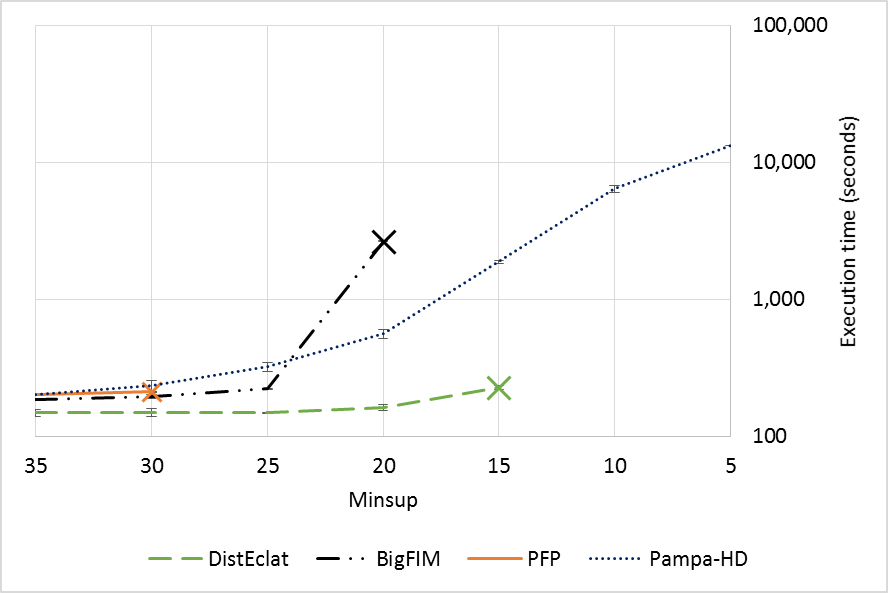 100,000
10,000
1,000
100
Execution time (seconds)
35 30 25 20 15 10 5
Minsup
DistEclat BigFIM PFP Pampa-HD